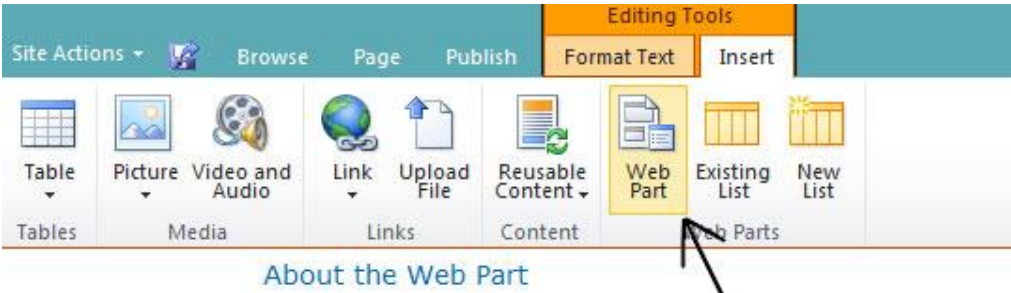 Editing Tools
Site Actions Browse Page Publish Format Text Insert
Table Picture Video and Audio Link Upload File Reusable Content Web Part Existing List New List
Tables Media Links Content Web Parts
About the Web Part